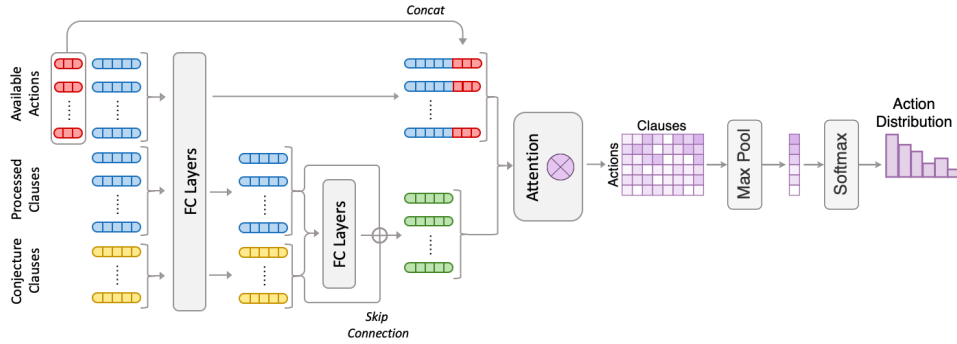 Concat
Available
Actions
Processed
Clauses
Conjecture
Clauses
FC Layers
FC Layers
Skip
Connection
Attention
Clauses
Actions
Max Pool
Softmax
Action
Distribution